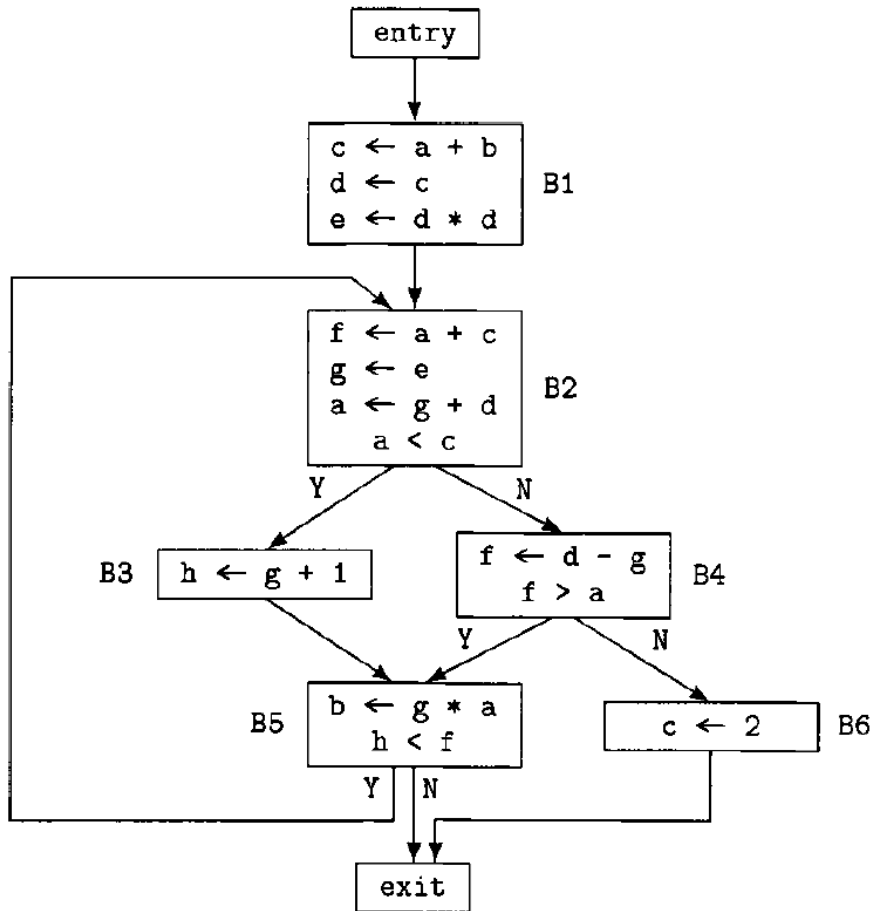 entry
c ← a + b
d ← c
e ← d * d
B1
f ← a + c
g ← e
a ← g + d
a < c
B2
Y
N
B3
h ← g + 1
f ← d - g
f > a
B4
Y
N
B5
b ← g * a
h < f
c ← 2
B6
Y
N
exit